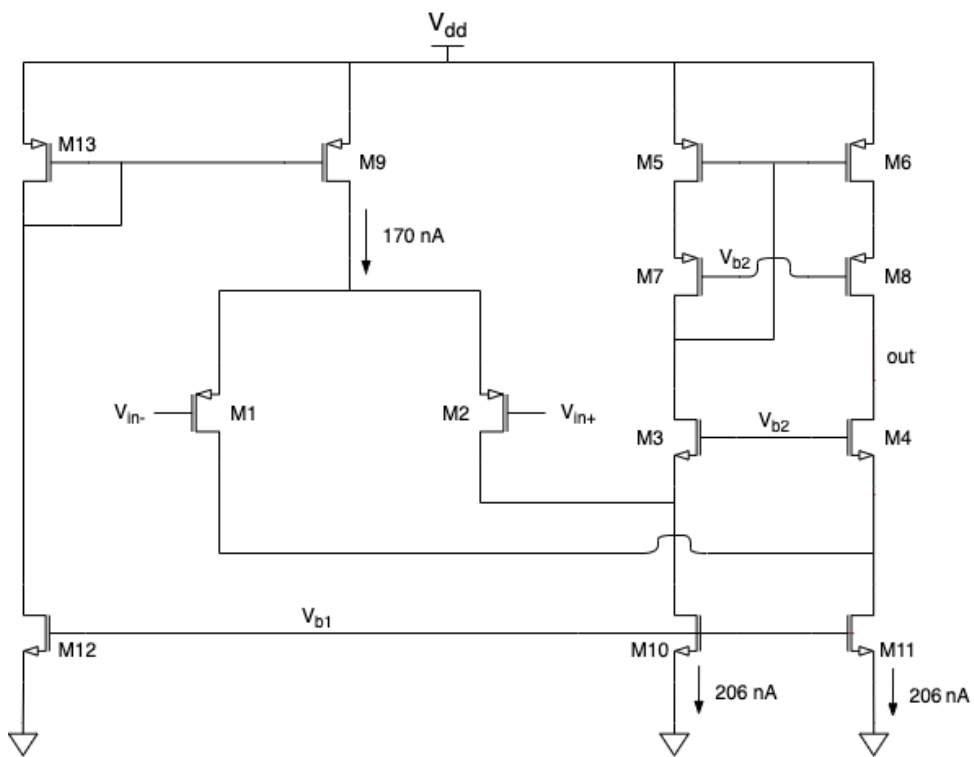 Vdd
M13
M9
M5
M6
170 nA
M7
Vb2
M8
out
Vin-
M1
M2
Vin+
M3
Vb2
M4
Vb1
M12
M10
M11
206 nA
206 nA